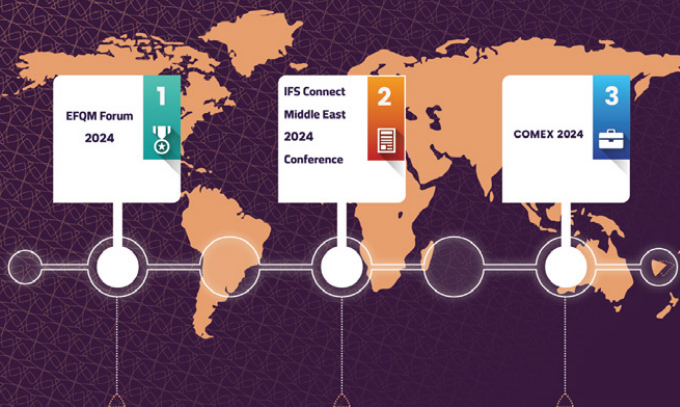 1
EFQM Forum
2024
2
IFS Connect
Middle East
2024
Conference
3
COMEX 2024